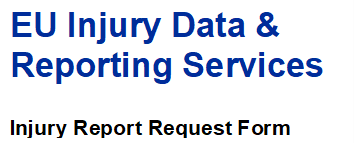 EU Injury Data &
Reporting Services
Injury Report Request Form